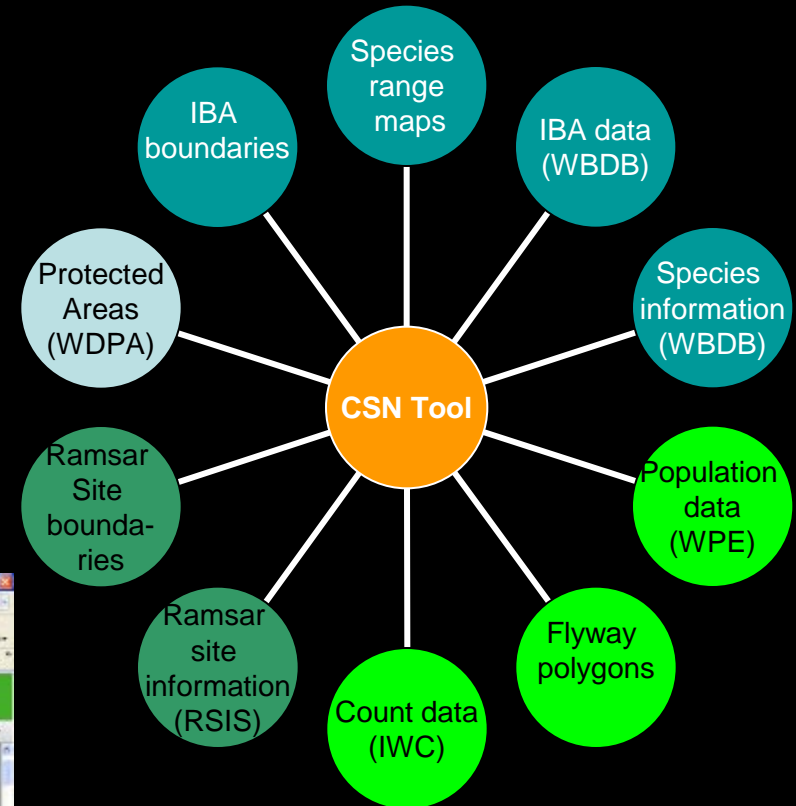 Species
range
maps
IBA
boundaries
IBA data
(WBDB)
Protected
Areas
(WDPA)
Species
information
(WBDB)
CSN Tool
Ramsar
Site
bounda-
ries
Population
data
(WPE)
Ramsar
site
information
(RSIS)
Flyway
polygons
Count data
(IWC)